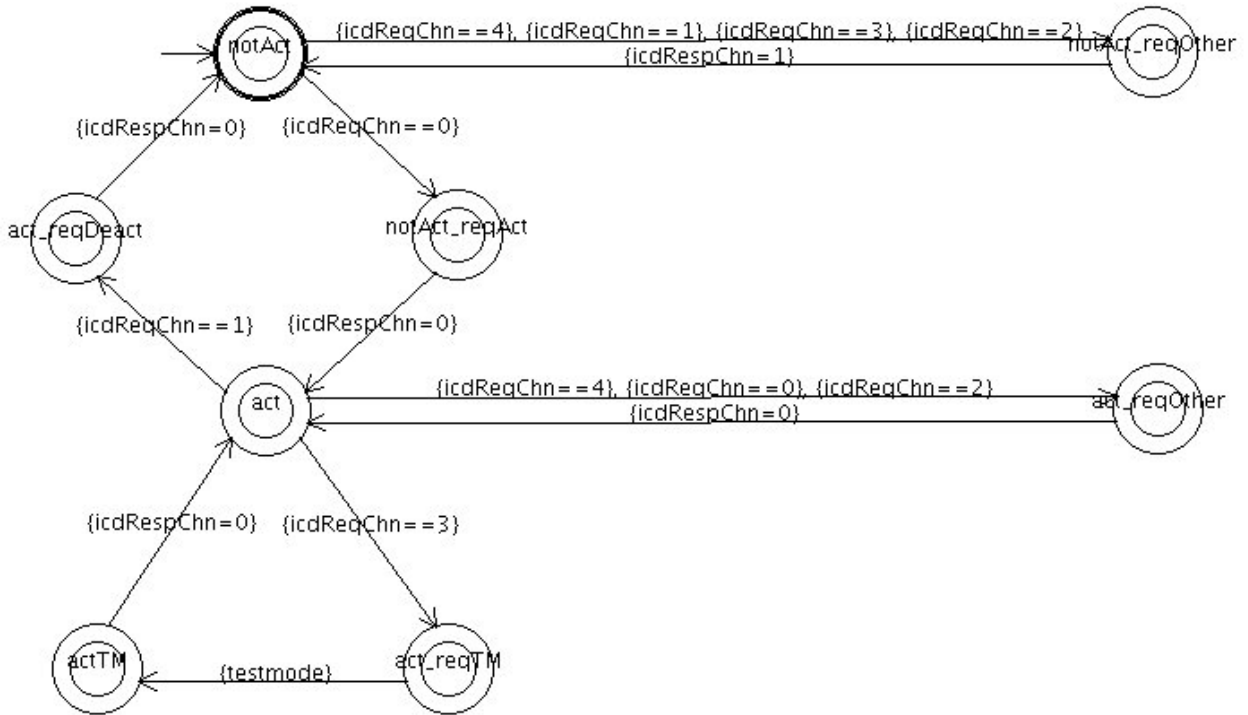 {icdReqChn==4}, {icdReqChn==1}, {icdReqChn==3}, {icdReqChn==2}
notAct
notAct_reqOther
{icdRespChn=1}
{icdRespChn=0}
{icdReqChn==0}
act_reqDeact
notAct_reqAct
{icdReqChn==1}
{icdRespChn=0}
{icdReqChn==4}, {icdReqChn==0}, {icdReqChn==2}
act
act_reqOther
{icdRespChn=0}
{icdRespChn=0}
{icdReqChn==3}
actTM
act_reqTM
{testmode}